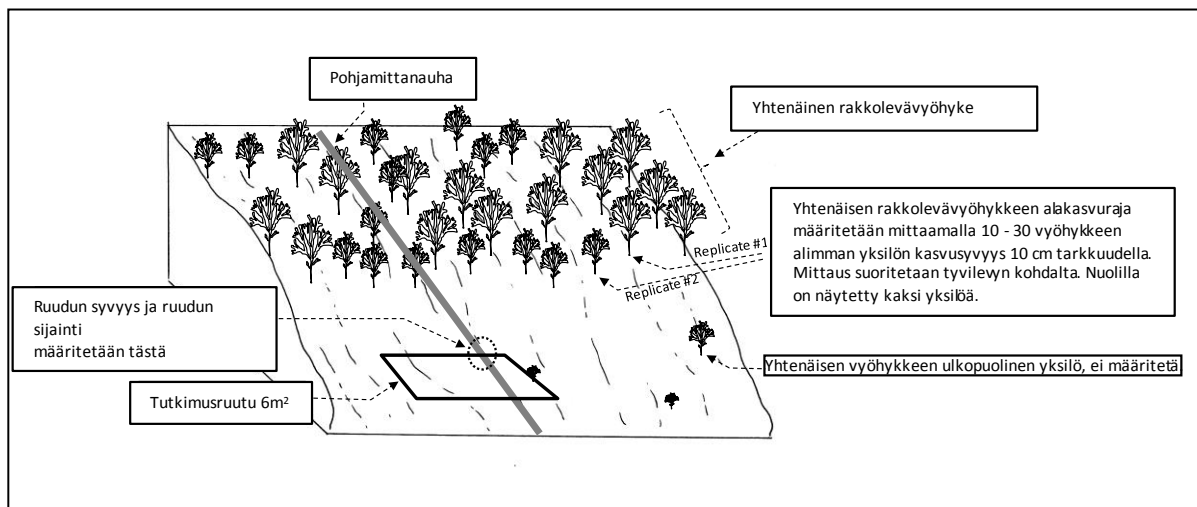 Pohjamittanauha
Yhtenäinen rakkolevävyöhyke
Yhtenäisen rakkolevävyöhykkeen alakasvuraja
määritetään mittaamalla 10 - 30 vyöhykkeen
alimman yksilön kasvusyvyys 10 cm tarkkuudella.
Mittaus suoritetaan tyvilevyn kohdalta. Nuolilla
on näytetty kaksi yksilöä.
Replicate #1
Replicate #2
Ruudun syvyys ja ruudun
sijainti
määritetään tästä
Yhtenäisen vyöhykkeen ulkopuolinen yksilö, ei määritetä.
Tutkimusruutu 6m²